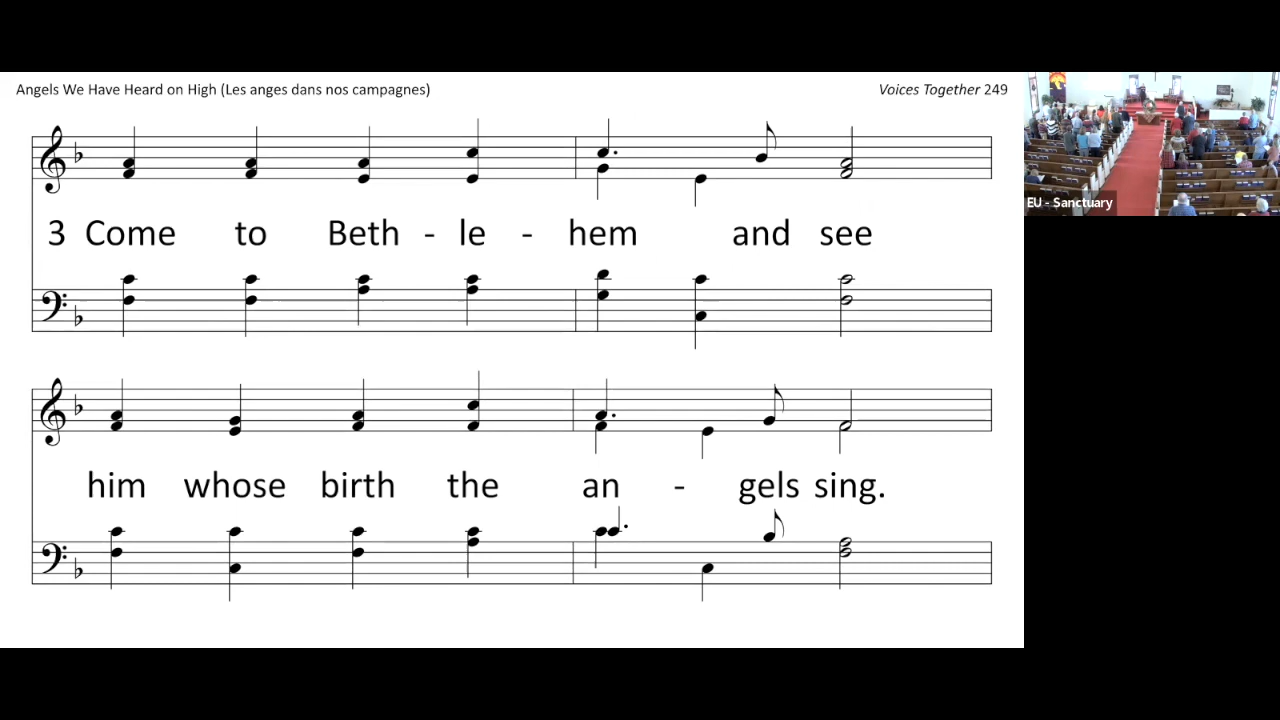 Angels We Have Heard on High (Les anges dans nos campagnes)
Voices Together 249
EU - Sanctuary
3 Come to Beth - le - hem and see
him whose birth the an - gels sing.